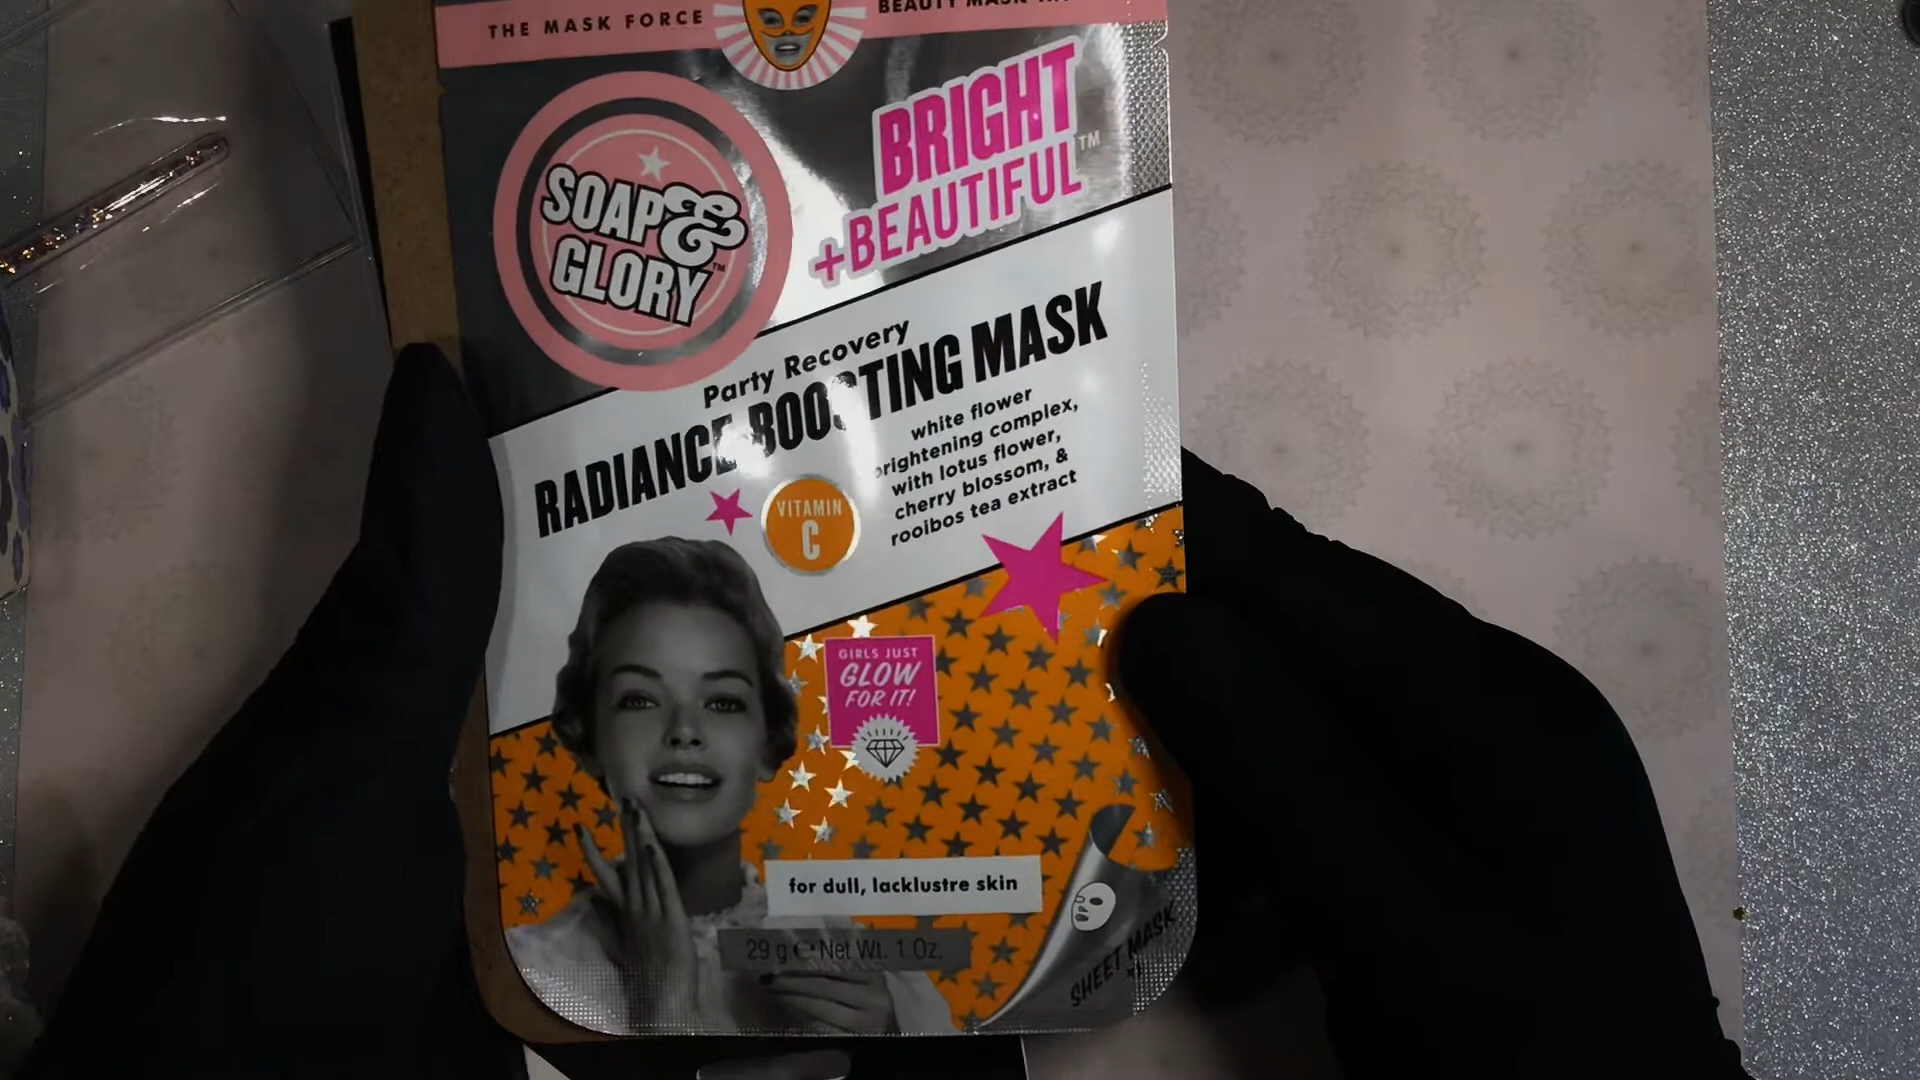 THE MASK FORCE
BEAUTY MASK
SOAP&
GLORY™
BRIGHT
+BEAUTIFUL™
Party Recovery
RADIANCE BOOSTING MASK
white flower
brightening complex,
with lotus flower,
cherry blossom, &
rooibos tea extract
VITAMIN
C
GIRLS JUST
GLOW
FOR IT!
for dull, lacklustre skin
29 g ℮ Net Wt. 1 Oz.
SHEET MASK